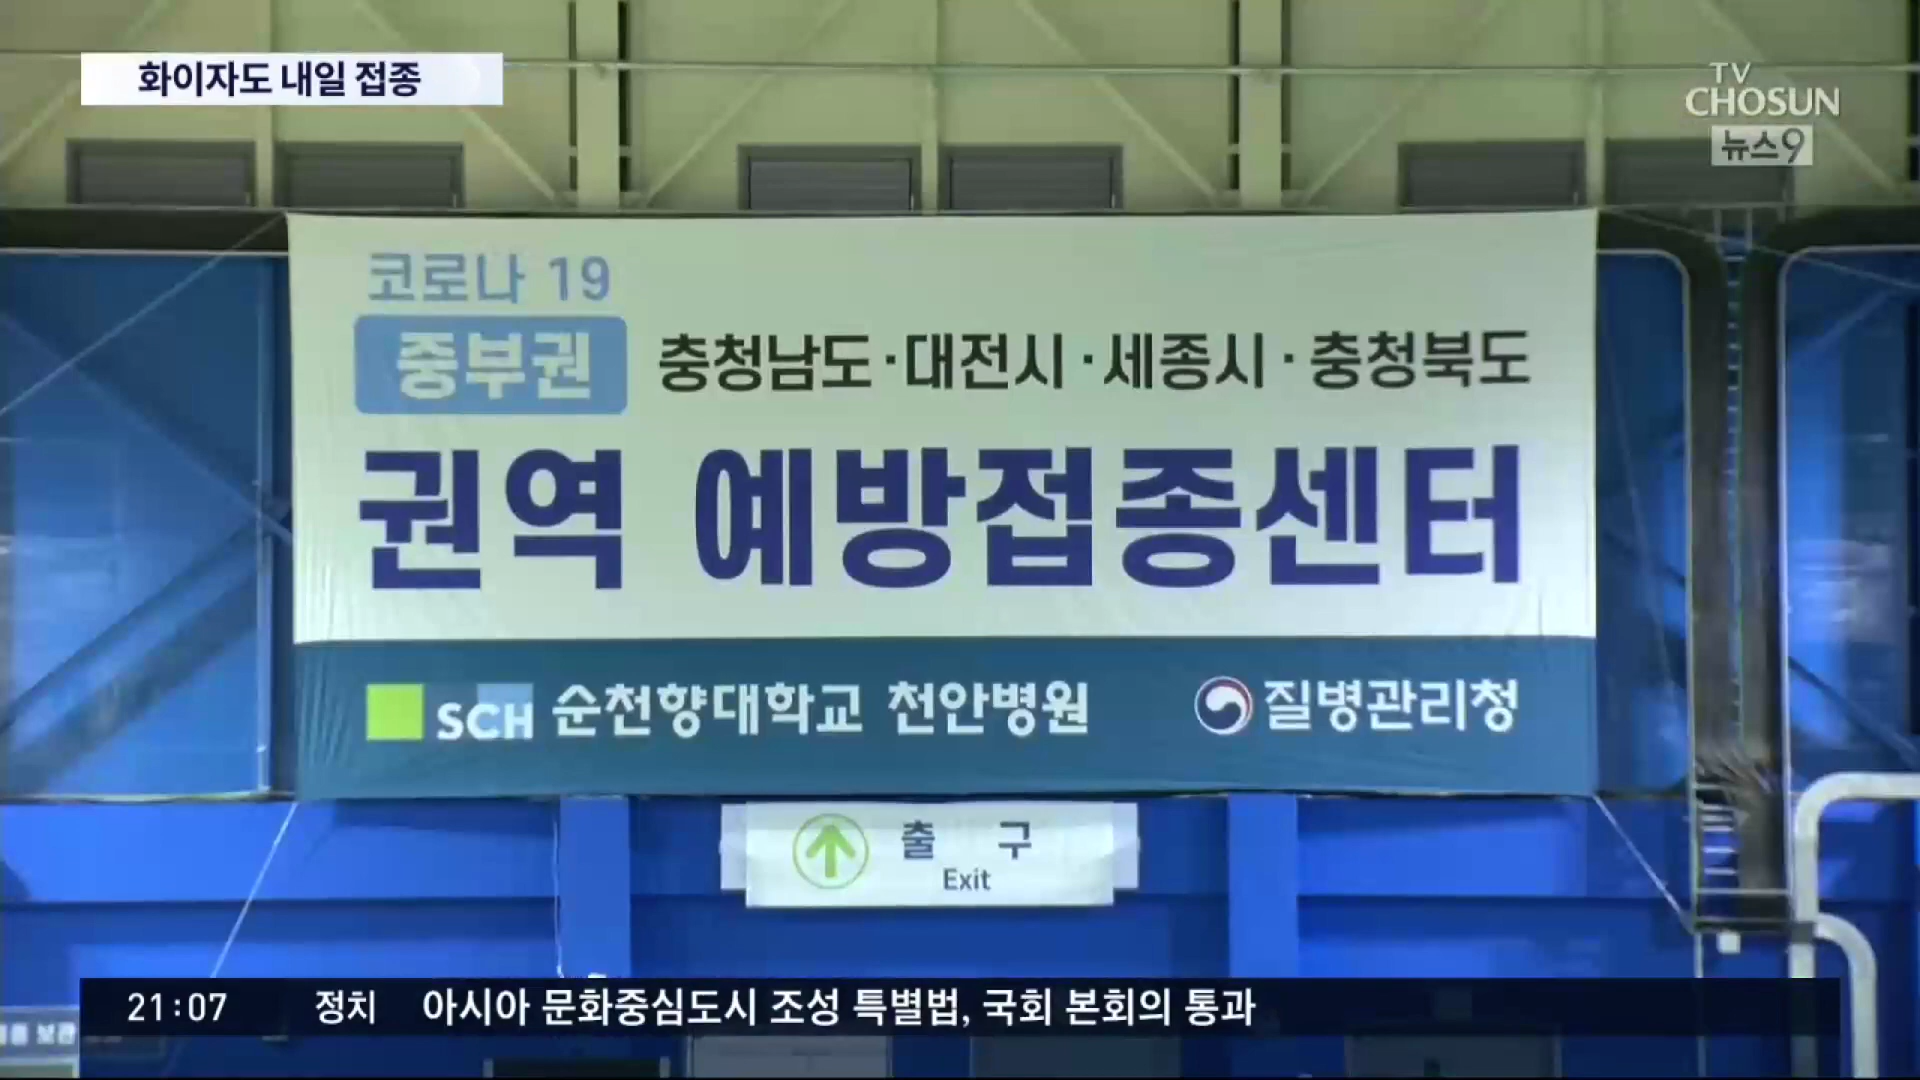 화이자도 내일 접종
TV
CHOSUN
뉴스9
코로나 19
중부권 충청남도·대전시·세종시·충청북도
권역 예방접종센터
SCH 순천향대학교 천안병원 질병관리청
출 구
Exit
21:07 정치 아시아 문화중심도시 조성 특별법, 국회 본회의 통과
보관